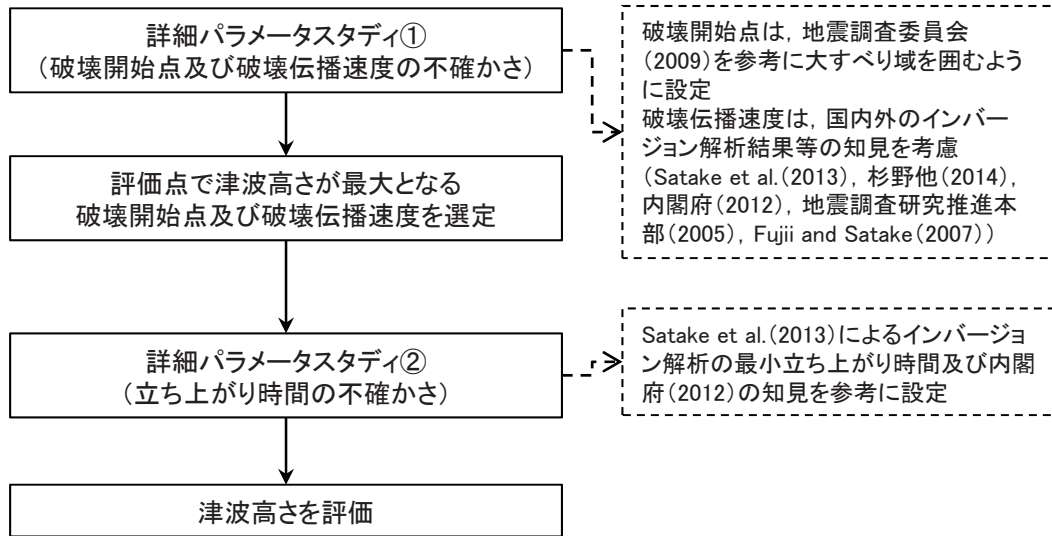 詳細パラメータスタディ①
(破壊開始点及び破壊伝播速度の不確かさ)
破壊開始点は，地震調査委員会
(2009)を参考に大すべり域を囲むよう
に設定
破壊伝播速度は，国内外のインバー
ジョン解析結果等の知見を考慮
(Satake et al.(2013)，杉野他(2014)，
内閣府(2012)，地震調査研究推進本
部(2005)，Fujii and Satake(2007))
評価点で津波高さが最大となる
破壊開始点及び破壊伝播速度を選定
詳細パラメータスタディ②
(立ち上がり時間の不確かさ)
Satake et al.(2013)によるインバージョ
ン解析の最小立ち上がり時間及び内閣
府(2012)の知見を参考に設定
津波高さを評価